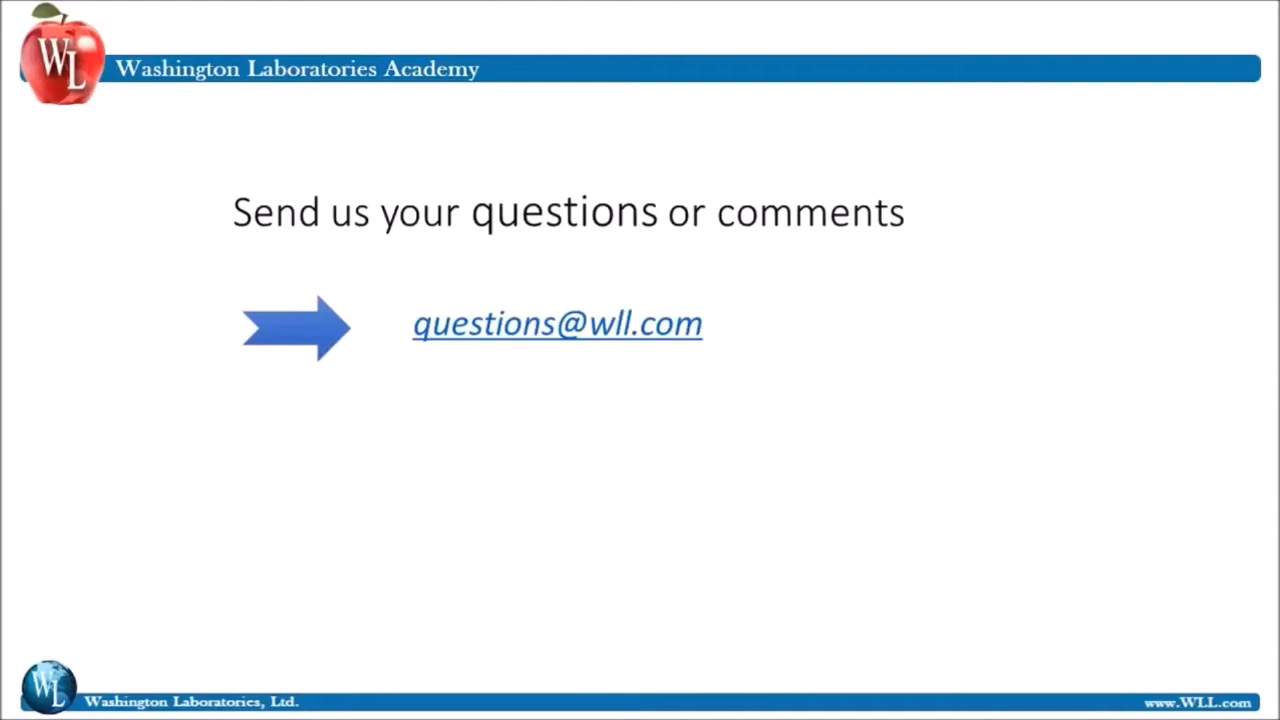 WL
Washington Laboratories Academy
Send us your questions or comments
questions@wll.com
WL
Washington Laboratories, Ltd.
www.WLL.com